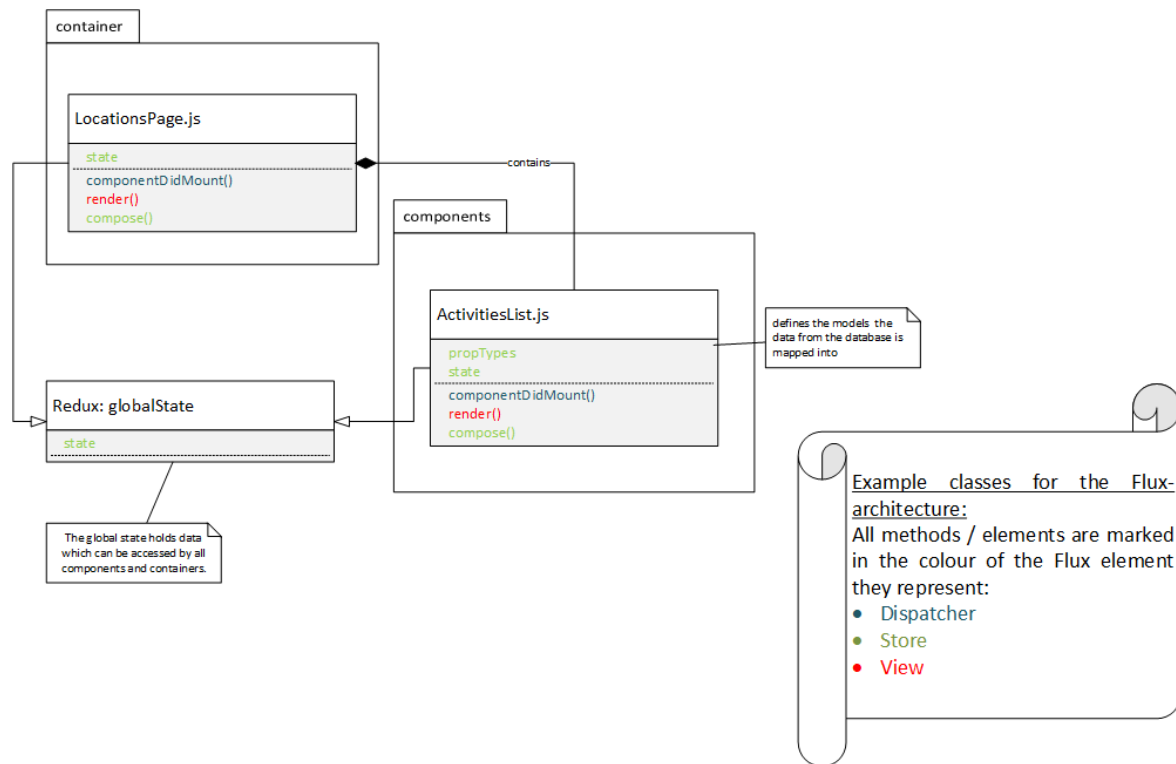 container
LocationsPage.js
state
componentDidMount()
render()
compose()
contains
components
ActivitiesList.js
propTypes
state
componentDidMount()
render()
compose()
defines the models the
data from the database is
mapped into
Redux: globalState
state
The global state holds data
which can be accessed by all
components and containers.
Example classes for the Flux-
architecture:
All methods / elements are marked
in the colour of the Flux element
they represent:
• Dispatcher
• Store
• View